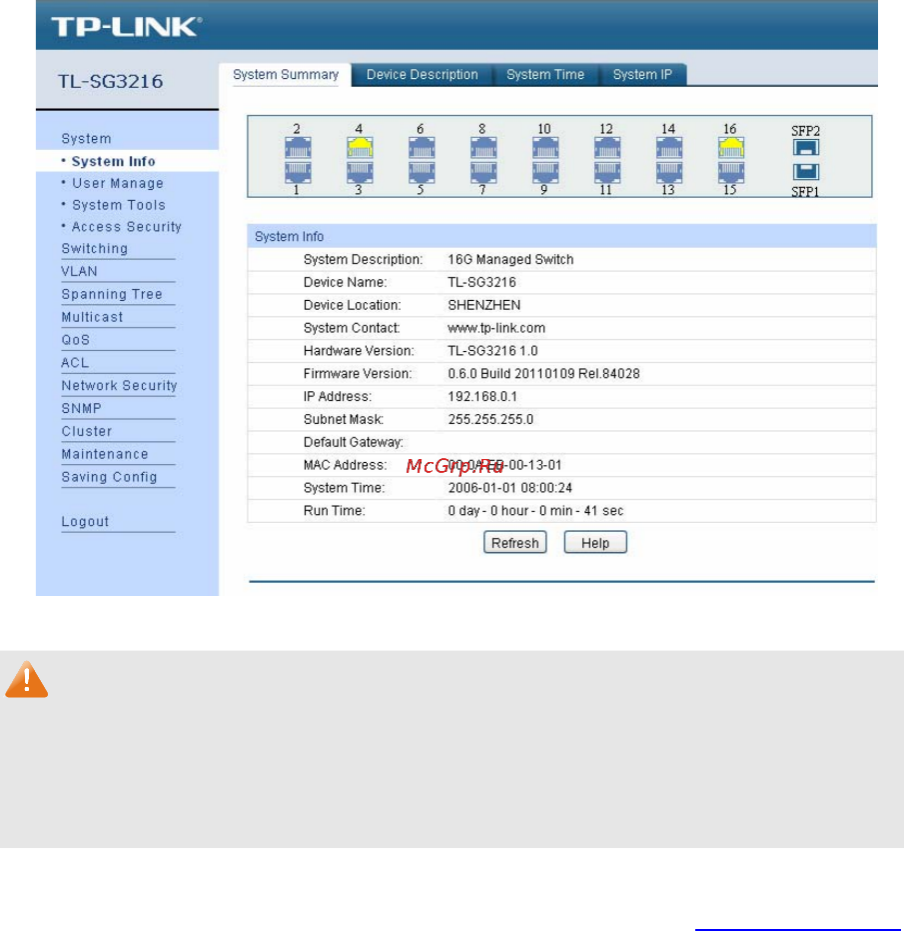 TP-LINK®
TL-SG3216
System Summary
Device Description
System Time
System IP
System
• System Info
• User Manage
• System Tools
• Access Security
Switching
VLAN
Spanning Tree
Multicast
QoS
ACL
Network Security
SNMP
Cluster
Maintenance
Saving Config
Logout
2 4 6 8 10 12 14 16 SFP2
1 3 5 7 9 11 13 15 SFP1
System Info
System Description: 16G Managed Switch
Device Name: TL-SG3216
Device Location: SHENZHEN
System Contact: www.tp-link.com
Hardware Version: TL-SG3216 1.0
Firmware Version: 0.6.0 Build 20110109 Rel.84028
IP Address: 192.168.0.1
Subnet Mask: 255.255.255.0
Default Gateway:
MAC Address: 00-0A-EB-00-13-01
McGrp.Ru
System Time: 2006-01-01 08:00:24
Run Time: 0 day - 0 hour - 0 min - 41 sec
Refresh Help